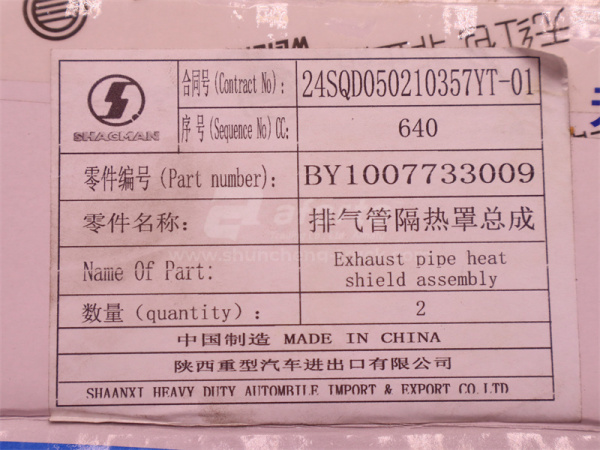 合同号(Contract No): 24SQD050210357YT-01
SHACMAN
序号(Sequence No)CC: 640
零件编号(Part number): BY1007733009
零件名称: 排气管隔热罩总成
Name Of Part: Exhaust pipe heat
shield assembly
数量(quantity): 2
中国制造 MADE IN CHINA
陕西重型汽车进出口有限公司
SHAANXI HEAVY DUTY AUTOMBILE IMPORT & EXPORT CO.LTD